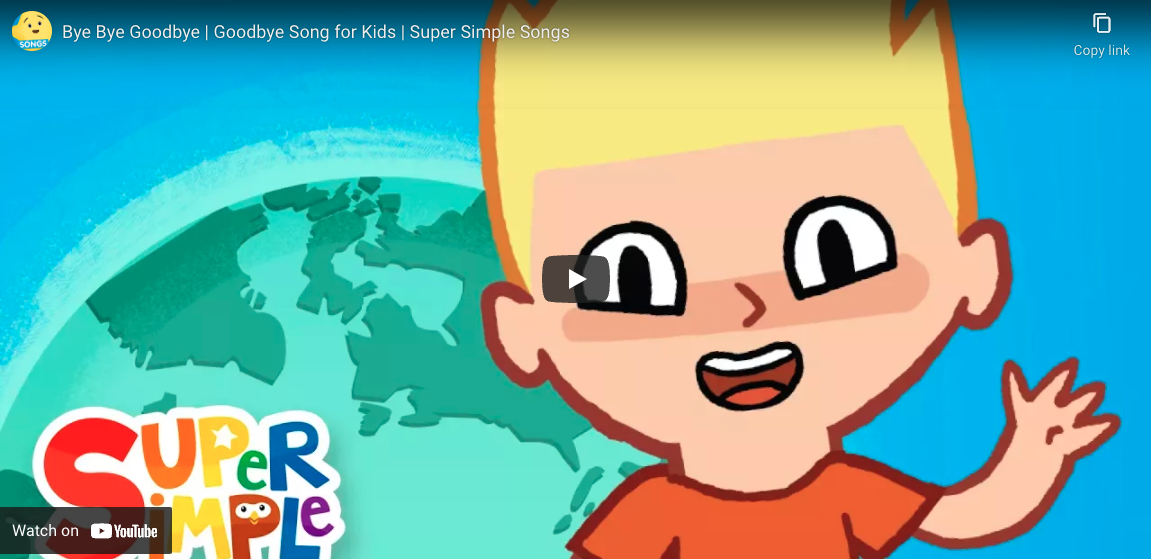 Bye Bye Goodbye | Goodbye Song for Kids | Super Simple Songs
SONGS
Copy link
SUPER
SiMPLE
Watch on YouTube